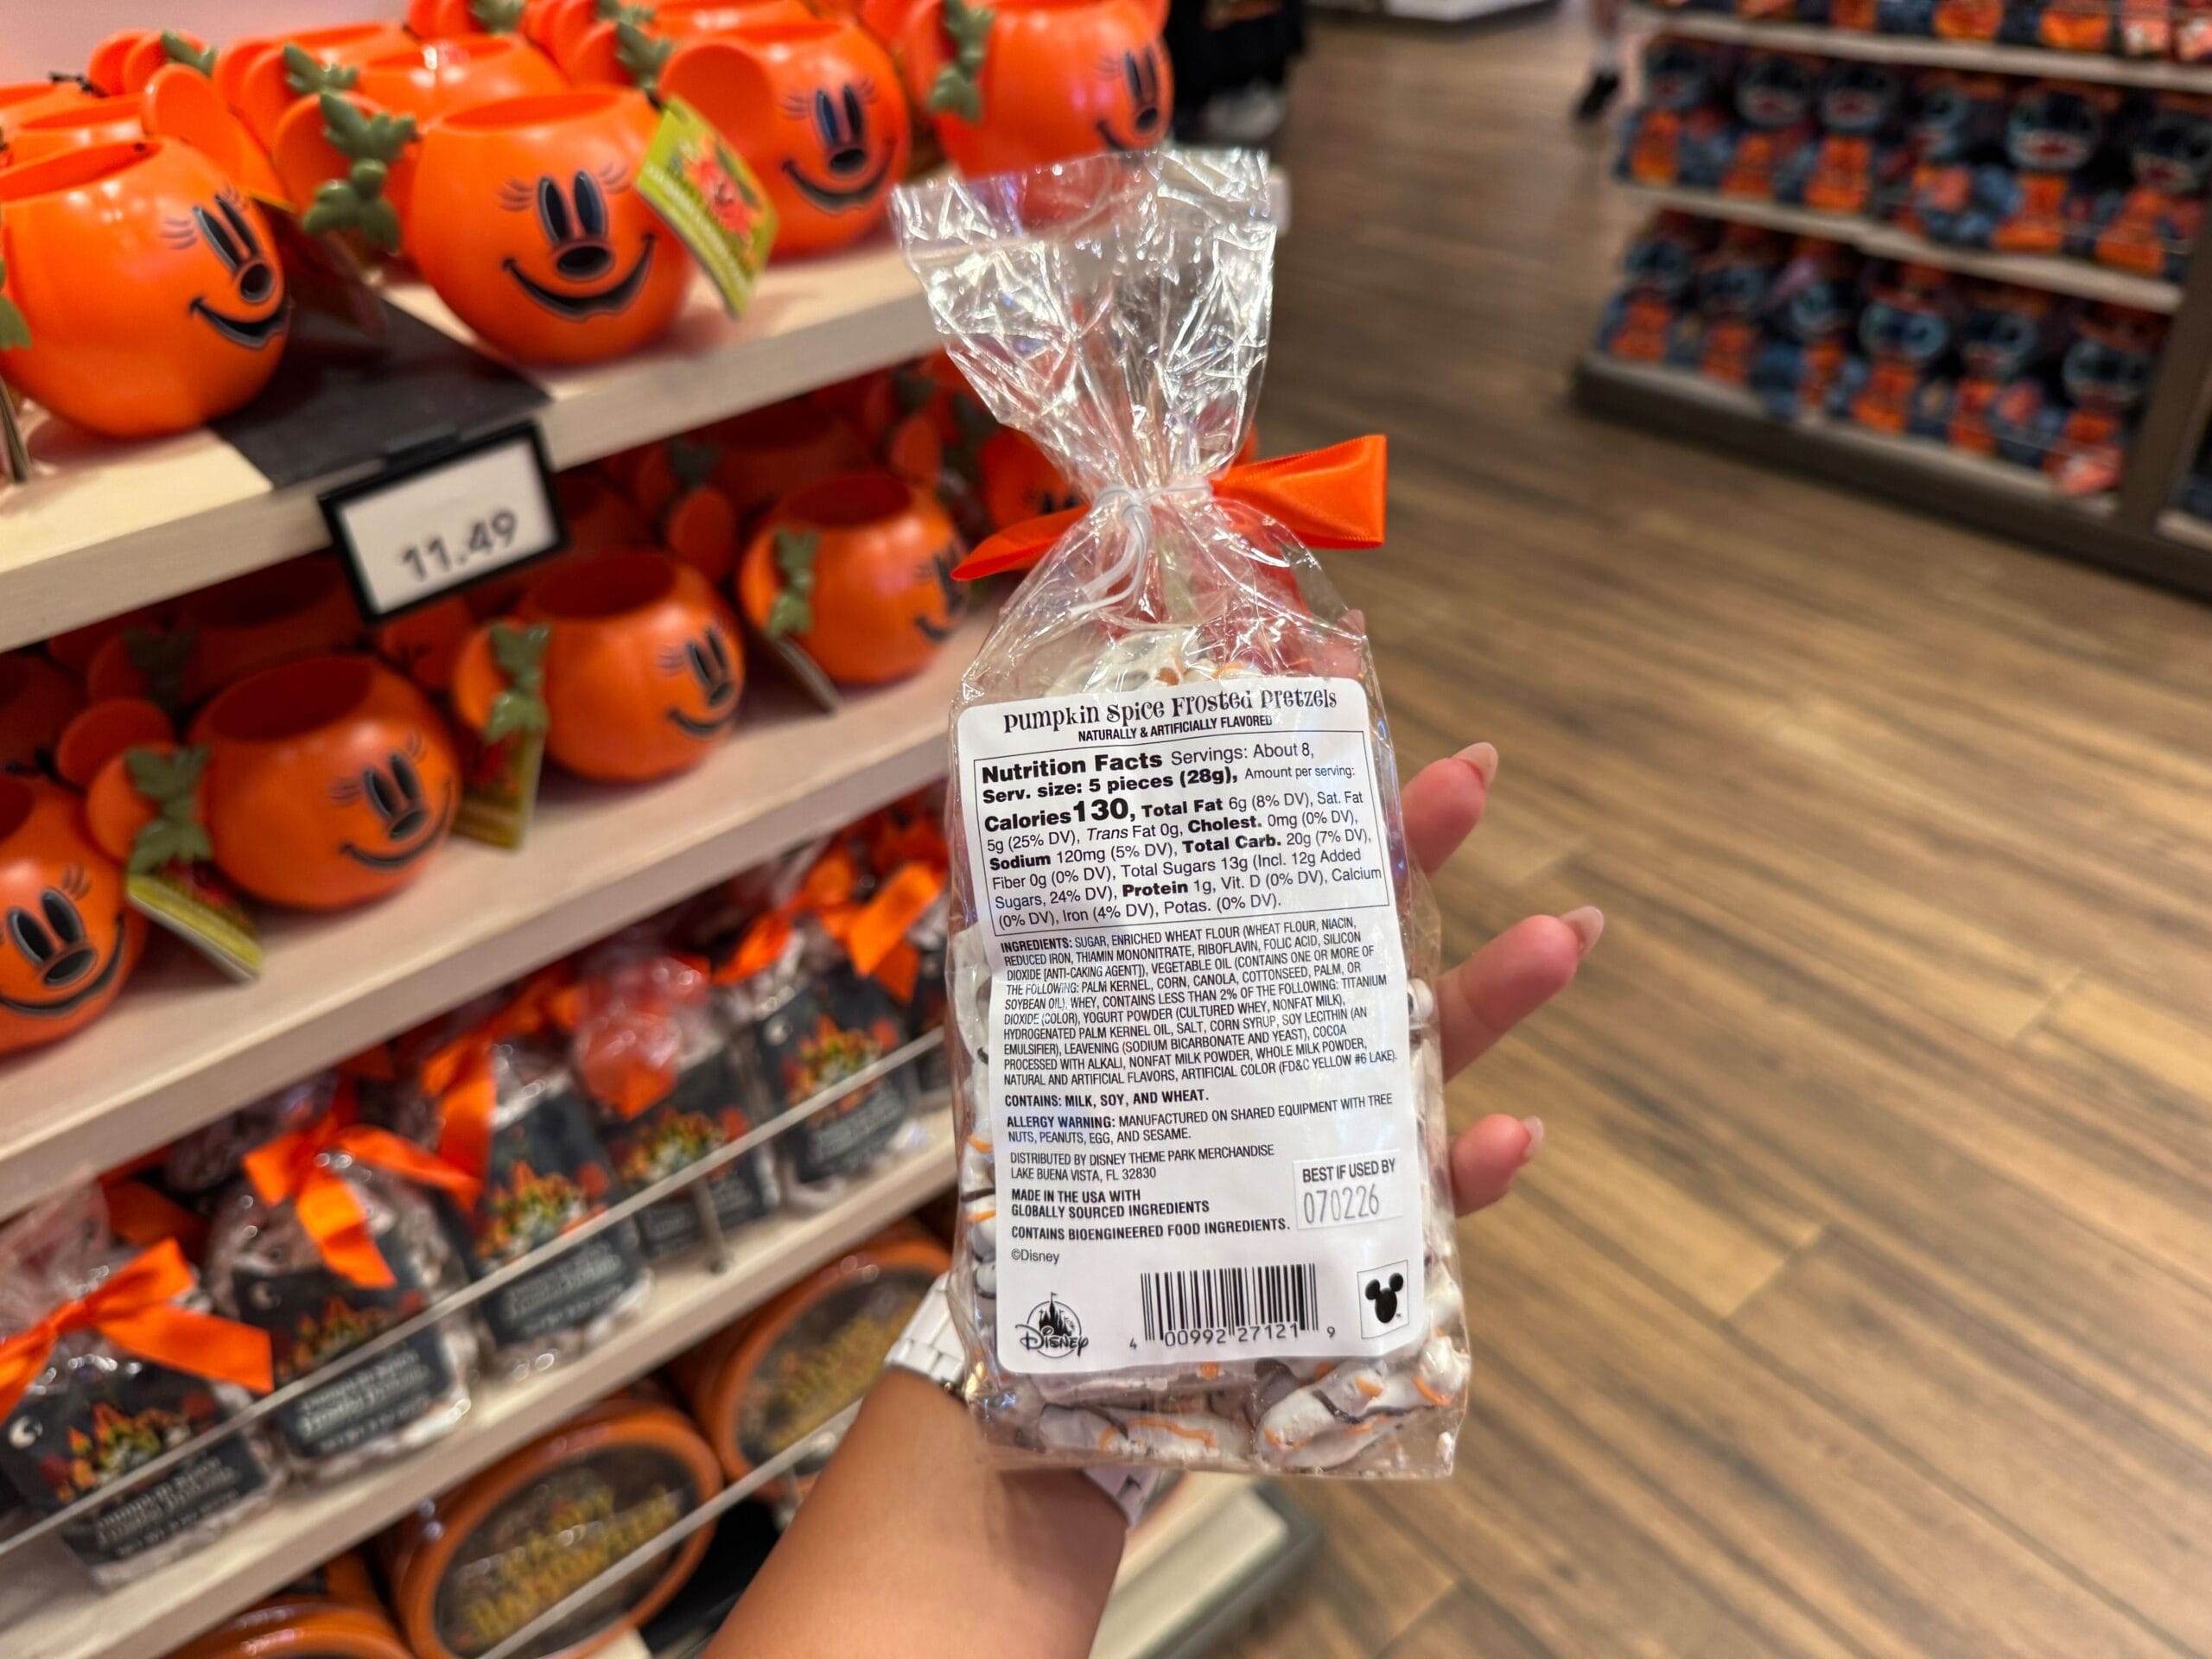 11.49
Pumpkin Spice Frosted Pretzels
NATURALLY & ARTIFICIALLY FLAVORED
Nutrition Facts Servings: About 8,
Serv. size: 5 pieces (28g), Amount per serving:
Calories 130, Total Fat 6g (8% DV), Sat. Fat
5g (25% DV), Trans Fat 0g, Cholest. 0mg (0% DV),
Sodium 120mg (5% DV), Total Carb. 20g (7% DV),
Fiber 0g (0% DV), Total Sugars 13g (Incl. 12g Added
Sugars, 24% DV), Protein 1g, Vit. D (0% DV), Calcium
(0% DV), Iron (4% DV), Potas. (0% DV).
INGREDIENTS: SUGAR, ENRICHED WHEAT FLOUR (WHEAT FLOUR, NIACIN,
REDUCED IRON, THIAMIN MONONITRATE, RIBOFLAVIN, FOLIC ACID, SILICON
DIOXIDE [ANTI-CAKING AGENT]), VEGETABLE OIL (CONTAINS ONE OR MORE OF
THE FOLLOWING: PALM KERNEL, CORN, CANOLA, COTTONSEED, PALM, OR
SOYBEAN OIL), WHEY, CONTAINS LESS THAN 2% OF THE FOLLOWING: TITANIUM
DIOXIDE (COLOR), YOGURT POWDER (CULTURED WHEY, NONFAT MILK),
HYDROGENATED PALM KERNEL OIL, SALT, CORN SYRUP, SOY LECITHIN (AN
EMULSIFIER), LEAVENING (SODIUM BICARBONATE AND YEAST), COCOA
PROCESSED WITH ALKALI, NONFAT MILK POWDER, WHOLE MILK POWDER,
NATURAL AND ARTIFICIAL FLAVORS, ARTIFICIAL COLOR (FD&C YELLOW #6 LAKE).
CONTAINS: MILK, SOY, AND WHEAT.
ALLERGY WARNING: MANUFACTURED ON SHARED EQUIPMENT WITH TREE
NUTS, PEANUTS, EGG, AND SESAME.
DISTRIBUTED BY DISNEY THEME PARK MERCHANDISE
LAKE BUENA VISTA, FL 32830
MADE IN THE USA WITH
GLOBALLY SOURCED INGREDIENTS
CONTAINS BIOENGINEERED FOOD INGREDIENTS.
BEST IF USED BY
070226
©Disney
Disney
4 00992 27121 9